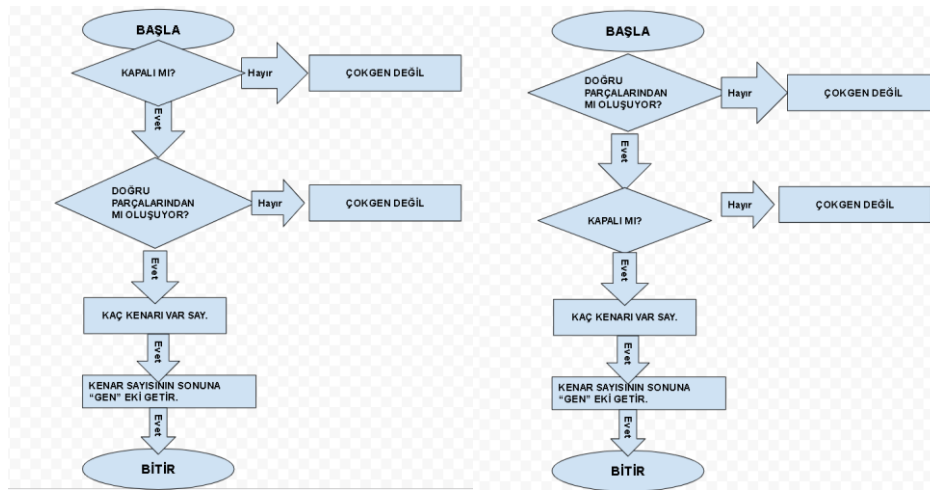 BAŞLA
KAPALI MI?
Hayır
ÇOKGEN DEĞİL
Evet
DOĞRU
PARÇALARINDAN
MI OLUŞUYOR?
Hayır
ÇOKGEN DEĞİL
Evet
KAÇ KENARI VAR SAY.
Evet
KENAR SAYISININ SONUNA
“GEN” EKİ GETİR.
Evet
BİTİR
BAŞLA
DOĞRU
PARÇALARINDAN
MI OLUŞUYOR?
Hayır
ÇOKGEN DEĞİL
Evet
KAPALI MI?
Hayır
ÇOKGEN DEĞİL
Evet
KAÇ KENARI VAR SAY.
Evet
KENAR SAYISININ SONUNA
“GEN” EKİ GETİR.
Evet
BİTİR